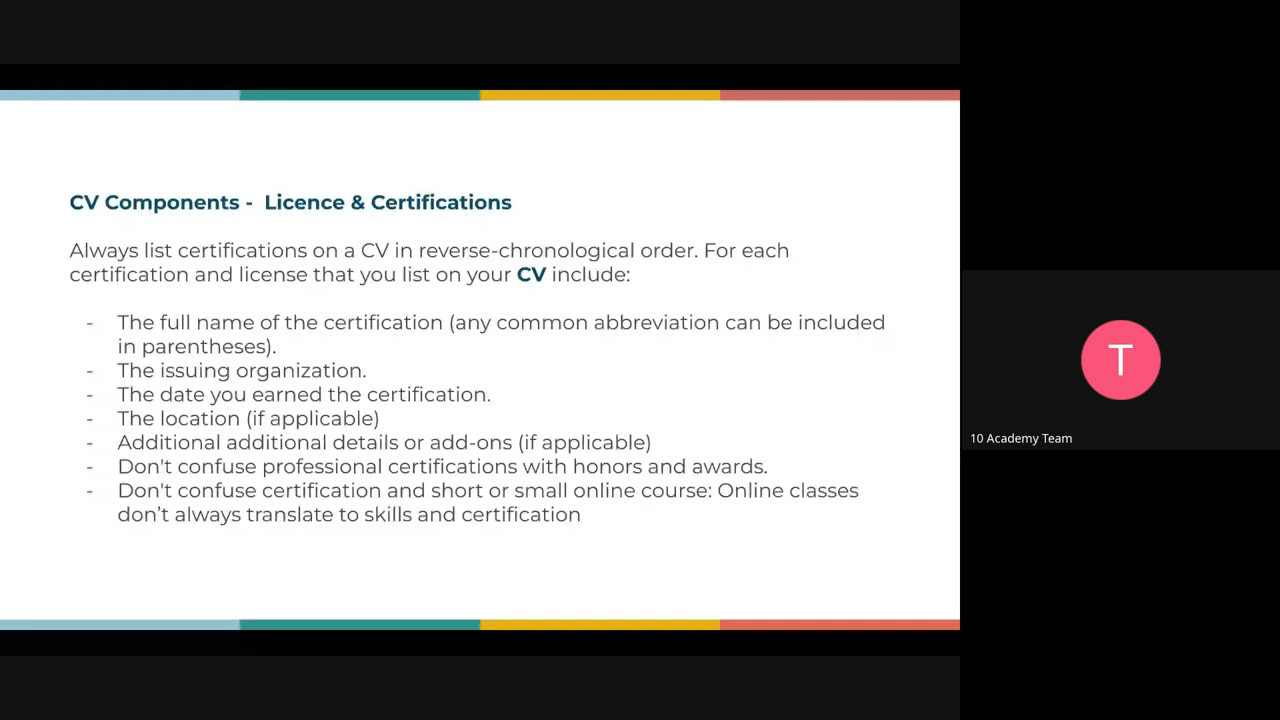 CV Components - Licence & Certifications
Always list certifications on a CV in reverse-chronological order. For each
certification and license that you list on your CV include:
- The full name of the certification (any common abbreviation can be included
in parentheses).
- The issuing organization.
- The date you earned the certification.
- The location (if applicable)
- Additional additional details or add-ons (if applicable)
- Don't confuse professional certifications with honors and awards.
- Don't confuse certification and short or small online course: Online classes
don’t always translate to skills and certification
T
10 Academy Team